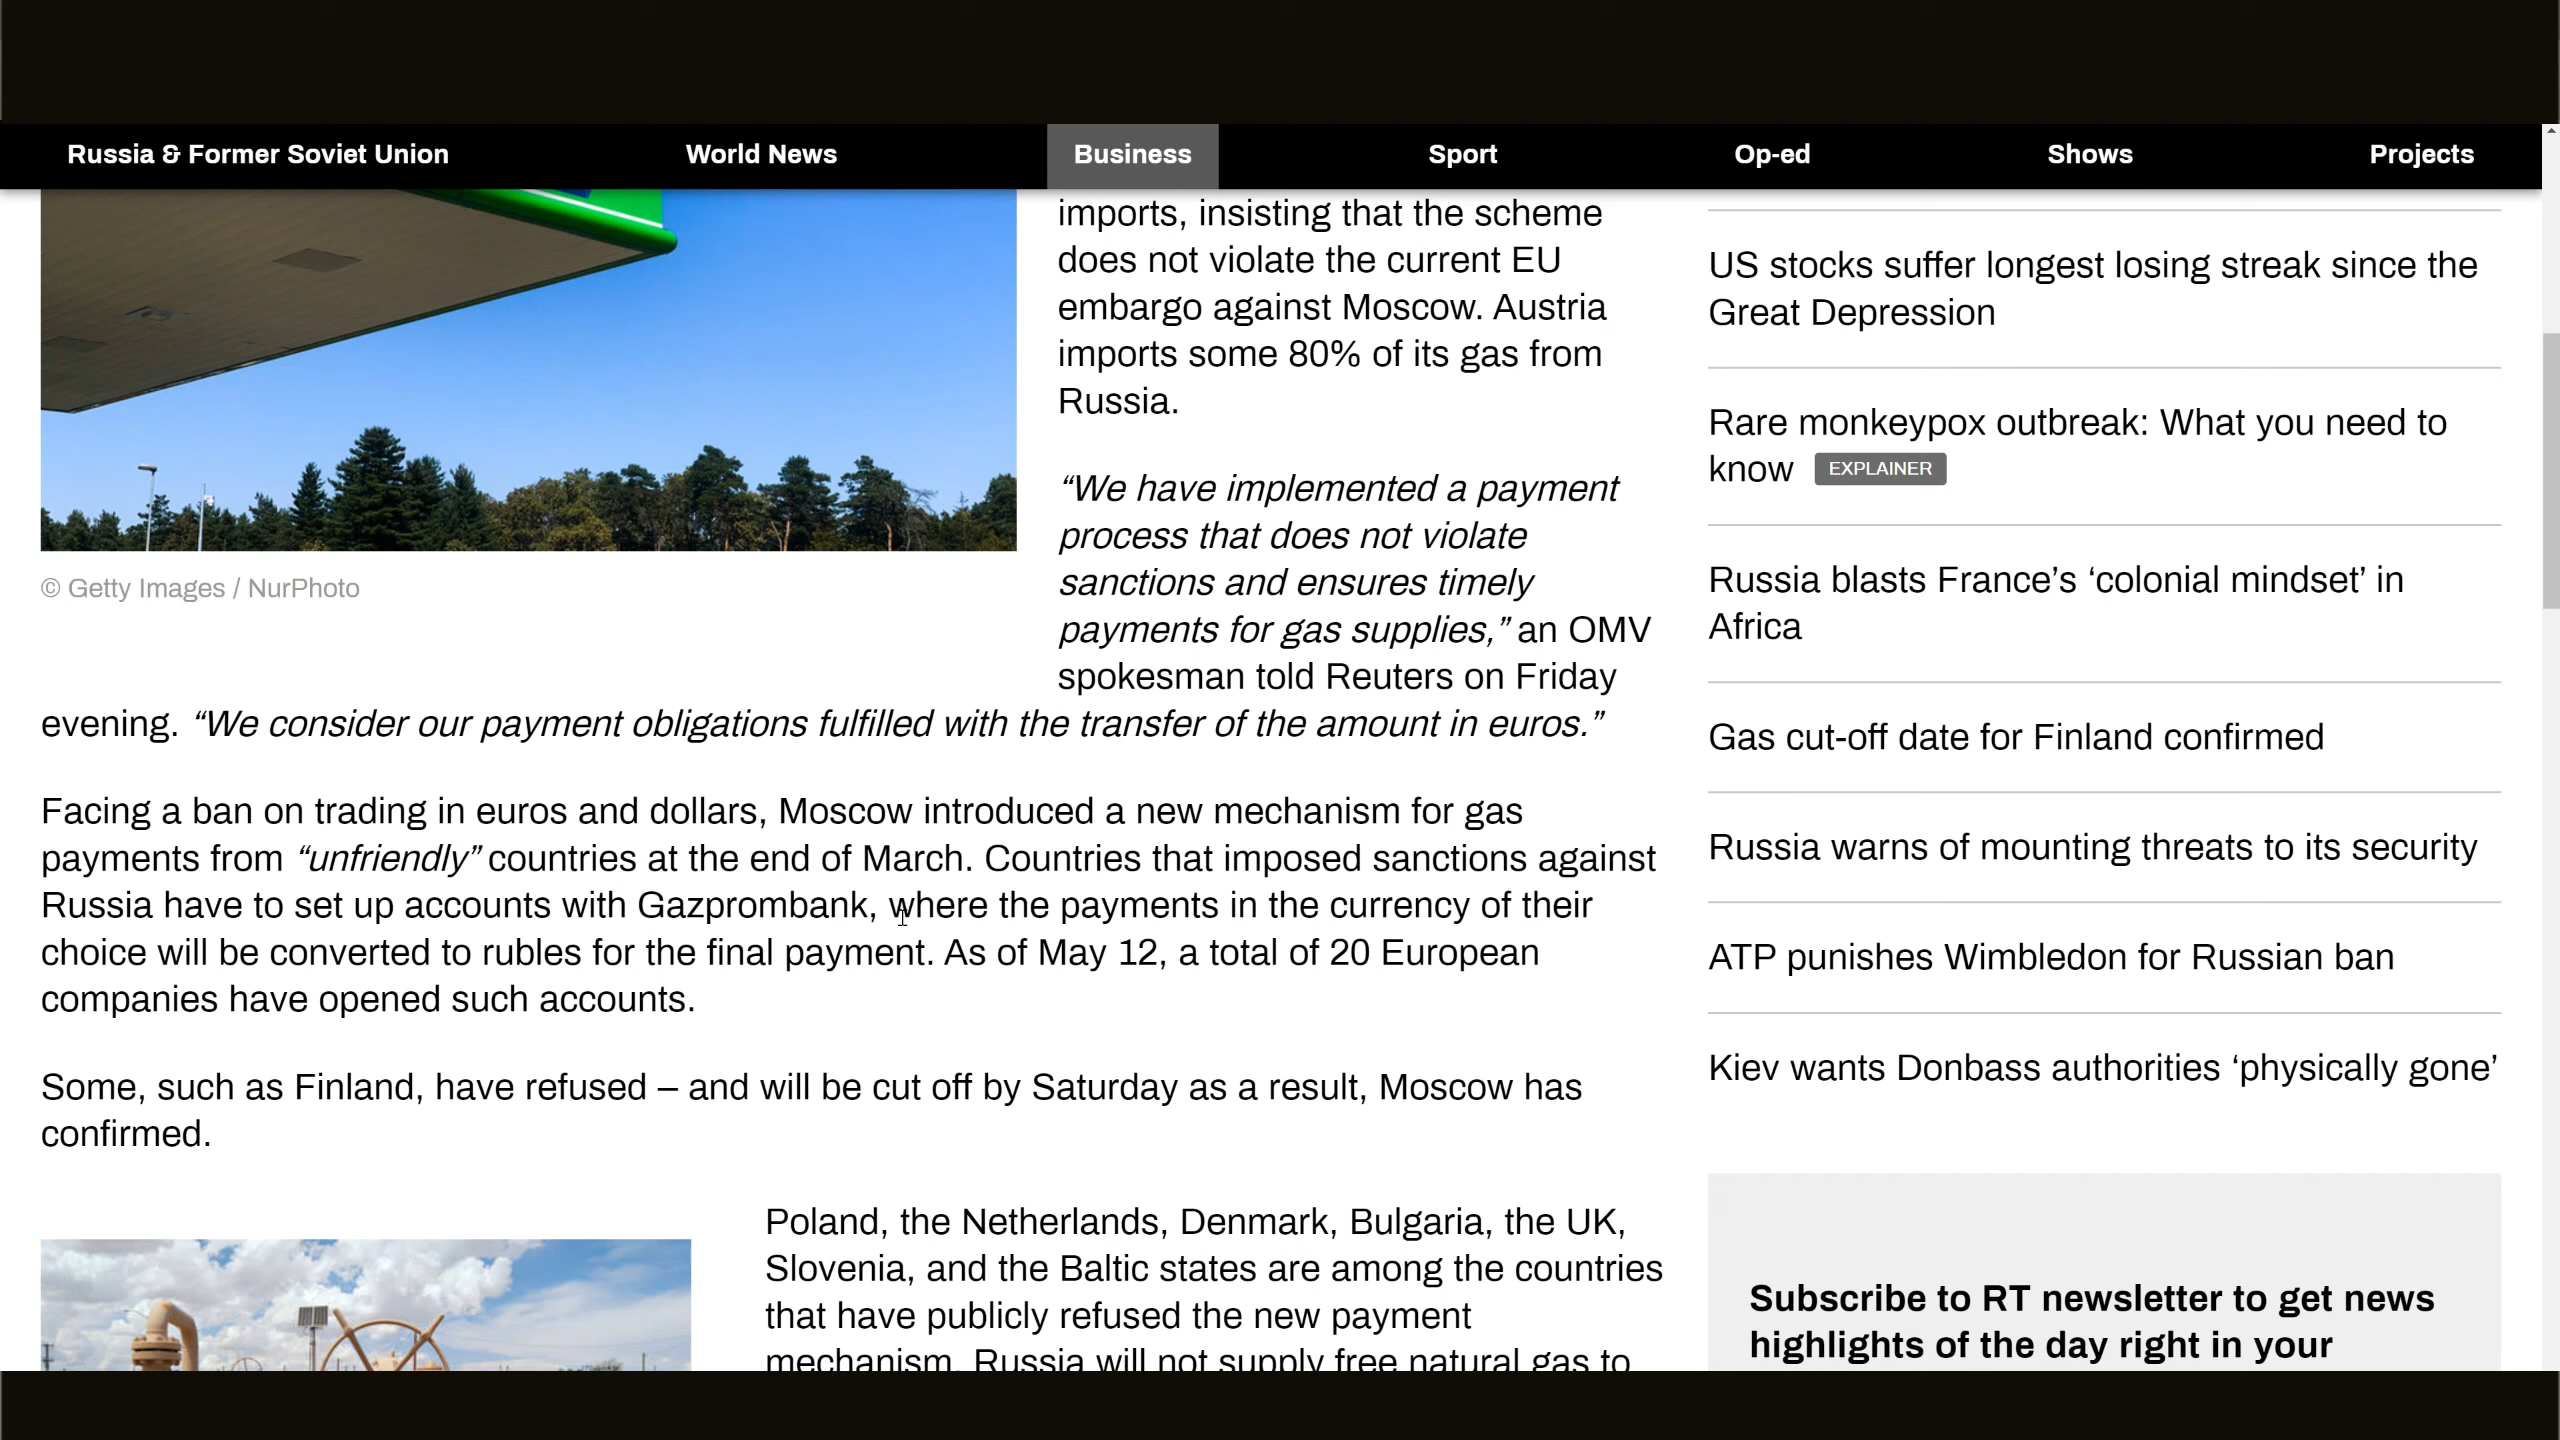 Russia & Former Soviet Union
World News
Business
Sport
Op-ed
Shows
Projects
imports, insisting that the scheme
does not violate the current EU
embargo against Moscow. Austria
imports some 80% of its gas from
Russia.
“We have implemented a payment
process that does not violate
sanctions and ensures timely
payments for gas supplies,” an OMV
spokesman told Reuters on Friday
© Getty Images / NurPhoto
evening. “We consider our payment obligations fulfilled with the transfer of the amount in euros.”
Facing a ban on trading in euros and dollars, Moscow introduced a new mechanism for gas
payments from “unfriendly” countries at the end of March. Countries that imposed sanctions against
Russia have to set up accounts with Gazprombank, where the payments in the currency of their
choice will be converted to rubles for the final payment. As of May 12, a total of 20 European
companies have opened such accounts.
Some, such as Finland, have refused – and will be cut off by Saturday as a result, Moscow has
confirmed.
Poland, the Netherlands, Denmark, Bulgaria, the UK,
Slovenia, and the Baltic states are among the countries
that have publicly refused the new payment
mechanism. Russia will not supply free natural gas to
US stocks suffer longest losing streak since the
Great Depression
Rare monkeypox outbreak: What you need to
know EXPLAINER
Russia blasts France’s ‘colonial mindset’ in
Africa
Gas cut-off date for Finland confirmed
Russia warns of mounting threats to its security
ATP punishes Wimbledon for Russian ban
Kiev wants Donbass authorities ‘physically gone’
Subscribe to RT newsletter to get news
highlights of the day right in your